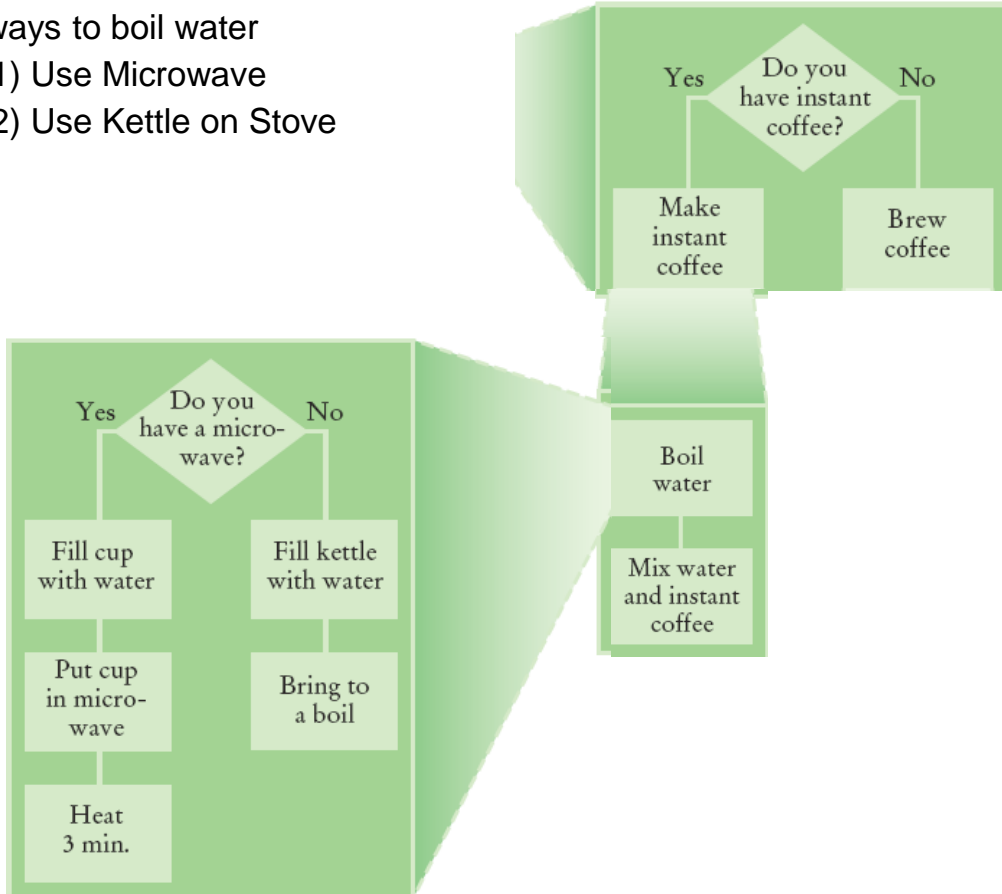 ways to boil water
1) Use Microwave
2) Use Kettle on Stove
Yes
Do you
have instant
coffee?
No
Make
instant
coffee
Brew
coffee
Boil
water
Mix water
and instant
coffee
Yes
Do you
have a micro-
wave?
No
Fill cup
with water
Put cup
in micro-
wave
Heat
3 min.
Fill kettle
with water
Bring to
a boil